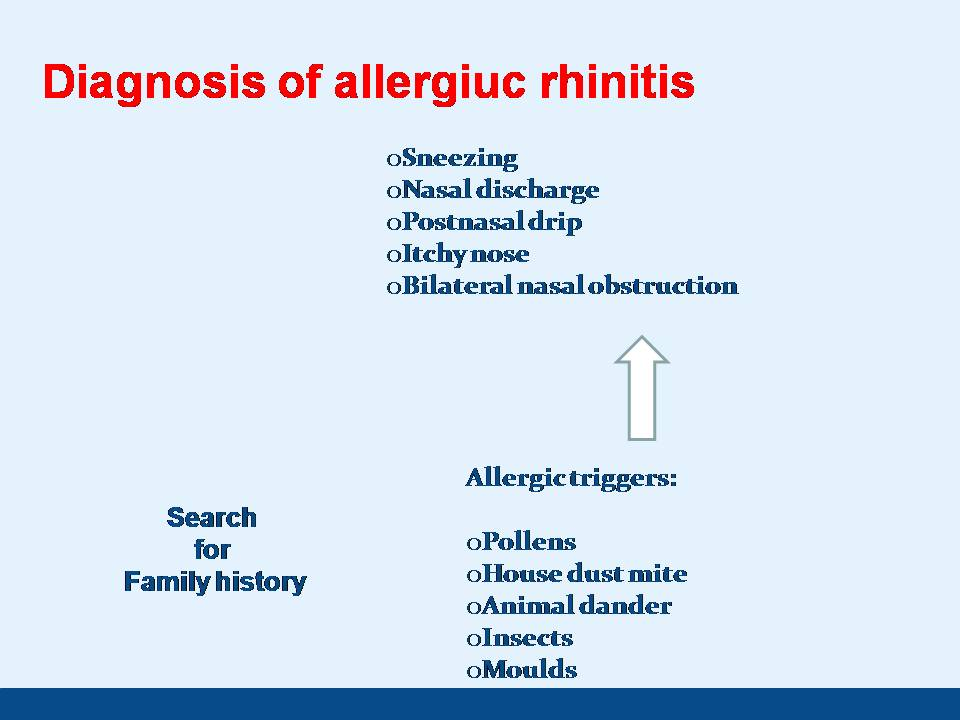 Diagnosis of allergiuc rhinitis
oSneezing
oNasal discharge
oPostnasal drip
oItchy nose
oBilateral nasal obstruction
Allergic triggers:
oPollens
oHouse dust mite
oAnimal dander
oInsects
oMoulds
Search
for
Family history